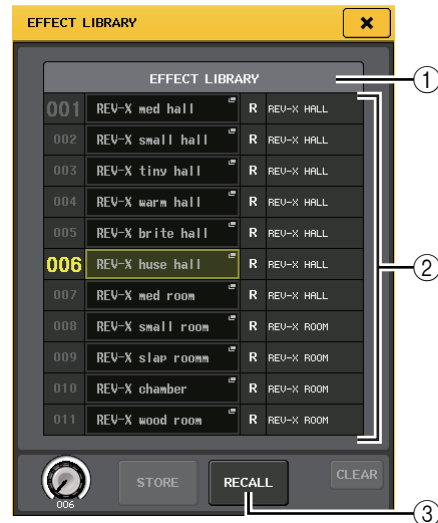 EFFECT LIBRARY
EFFECT LIBRARY ①
001 REV-X med hall R REV-X HALL
002 REV-X small hall R REV-X HALL
003 REV-X tiny hall R REV-X HALL
004 REV-X warm hall R REV-X HALL
005 REV-X brite hall R REV-X HALL
006 REV-X huse hall R REV-X HALL ②
007 REV-X med room R REV-X HALL
008 REV-X small room R REV-X ROOM
009 REV-X slap roomm R REV-X ROOM
010 REV-X chamber R REV-X ROOM
011 REV-X wood room R REV-X ROOM
006 STORE RECALL CLEAR
③